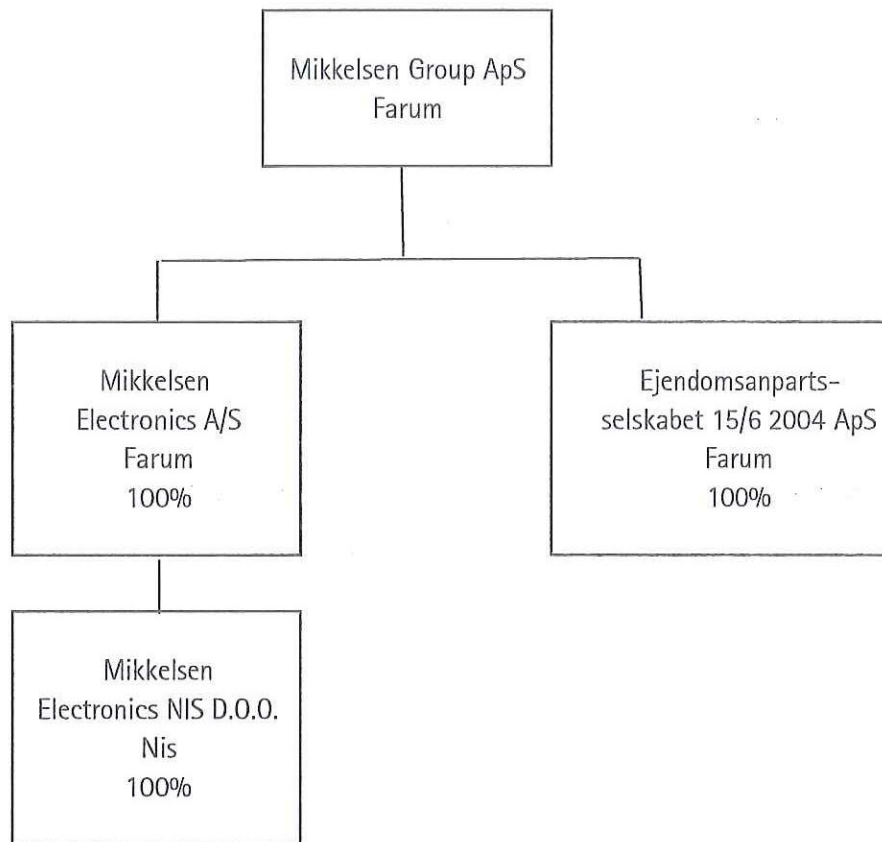 Mikkelsen Group ApS
Farum
Mikkelsen
Electronics A/S
Farum
100%
Ejendomsanparts-
selskabet 15/6 2004 ApS
Farum
100%
Mikkelsen
Electronics NIS D.O.O.
Nis
100%